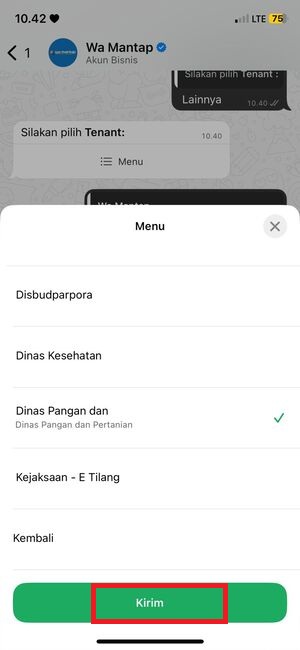 10.42
LTE 75
1
Wa Mantap
Akun Bisnis
Silakan pilih Tenant :
Lainnya
10.40
Silakan pilih Tenant:
10.40
Menu
Wa Mantap
Menu
Disbudparpora
Dinas Kesehatan
Dinas Pangan dan
Dinas Pangan dan Pertanian
Kejaksaan - E Tilang
Kembali
Kirim